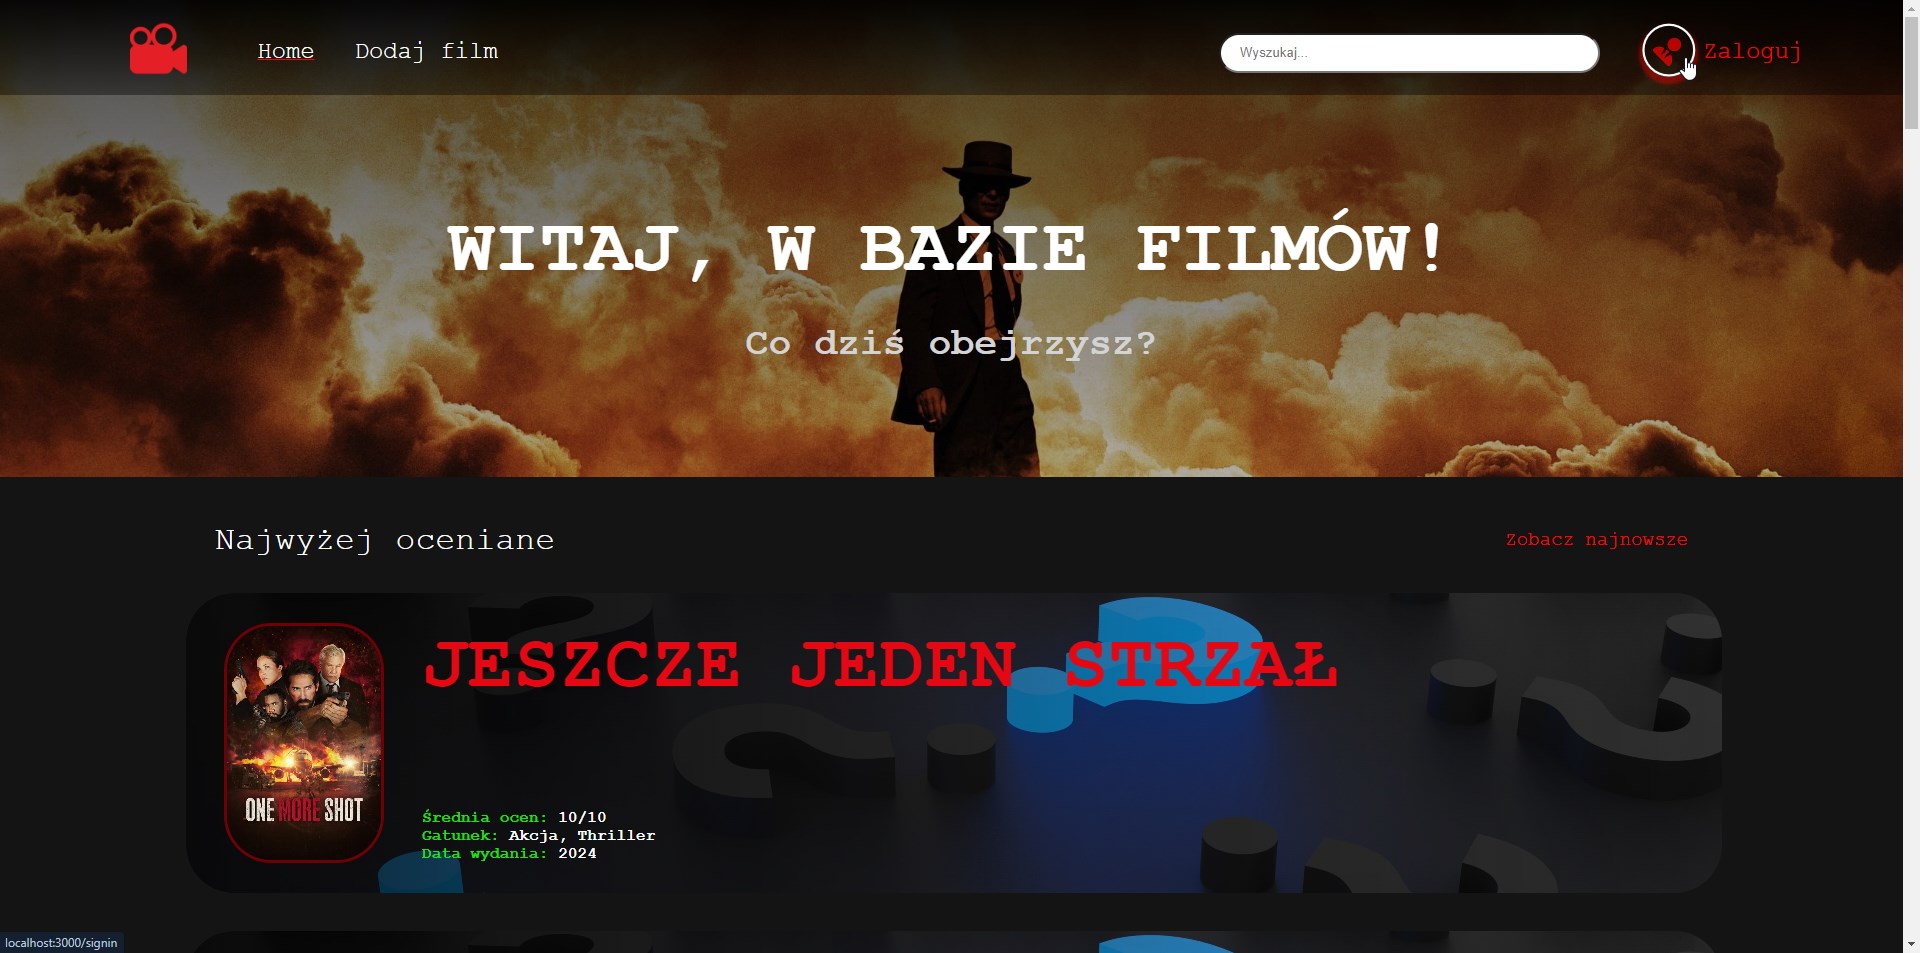 Home
Dodaj film
Wyszukaj...
Zaloguj
WITAJ, W BAZIE FILMÓW!
Co dziś obejrzysz?
Najwyżej oceniane
Zobacz najnowsze
JESZCZE JEDEN STRZAŁ
ONE MORE SHOT
Średnia ocen: 10/10
Gatunek: Akcja, Thriller
Data wydania: 2024
localhost:3000/signin